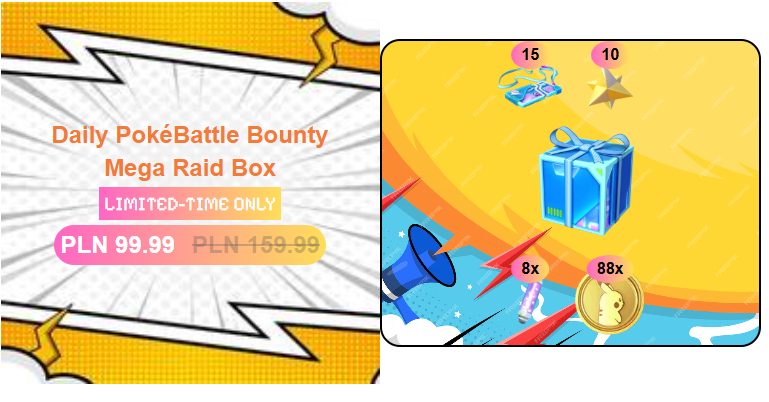 Daily PokéBattle Bounty
Mega Raid Box
LIMITED-TIME ONLY
PLN 99.99 PLN 159.99
15 10
8x 88x